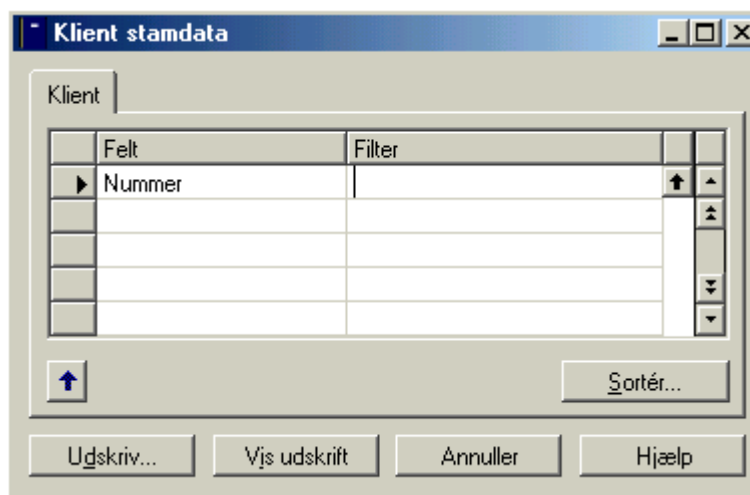 Klient stamdata
Klient
Felt Filter
Nummer
Sortér...
Udskriv... Vis udskrift Annuller Hjælp